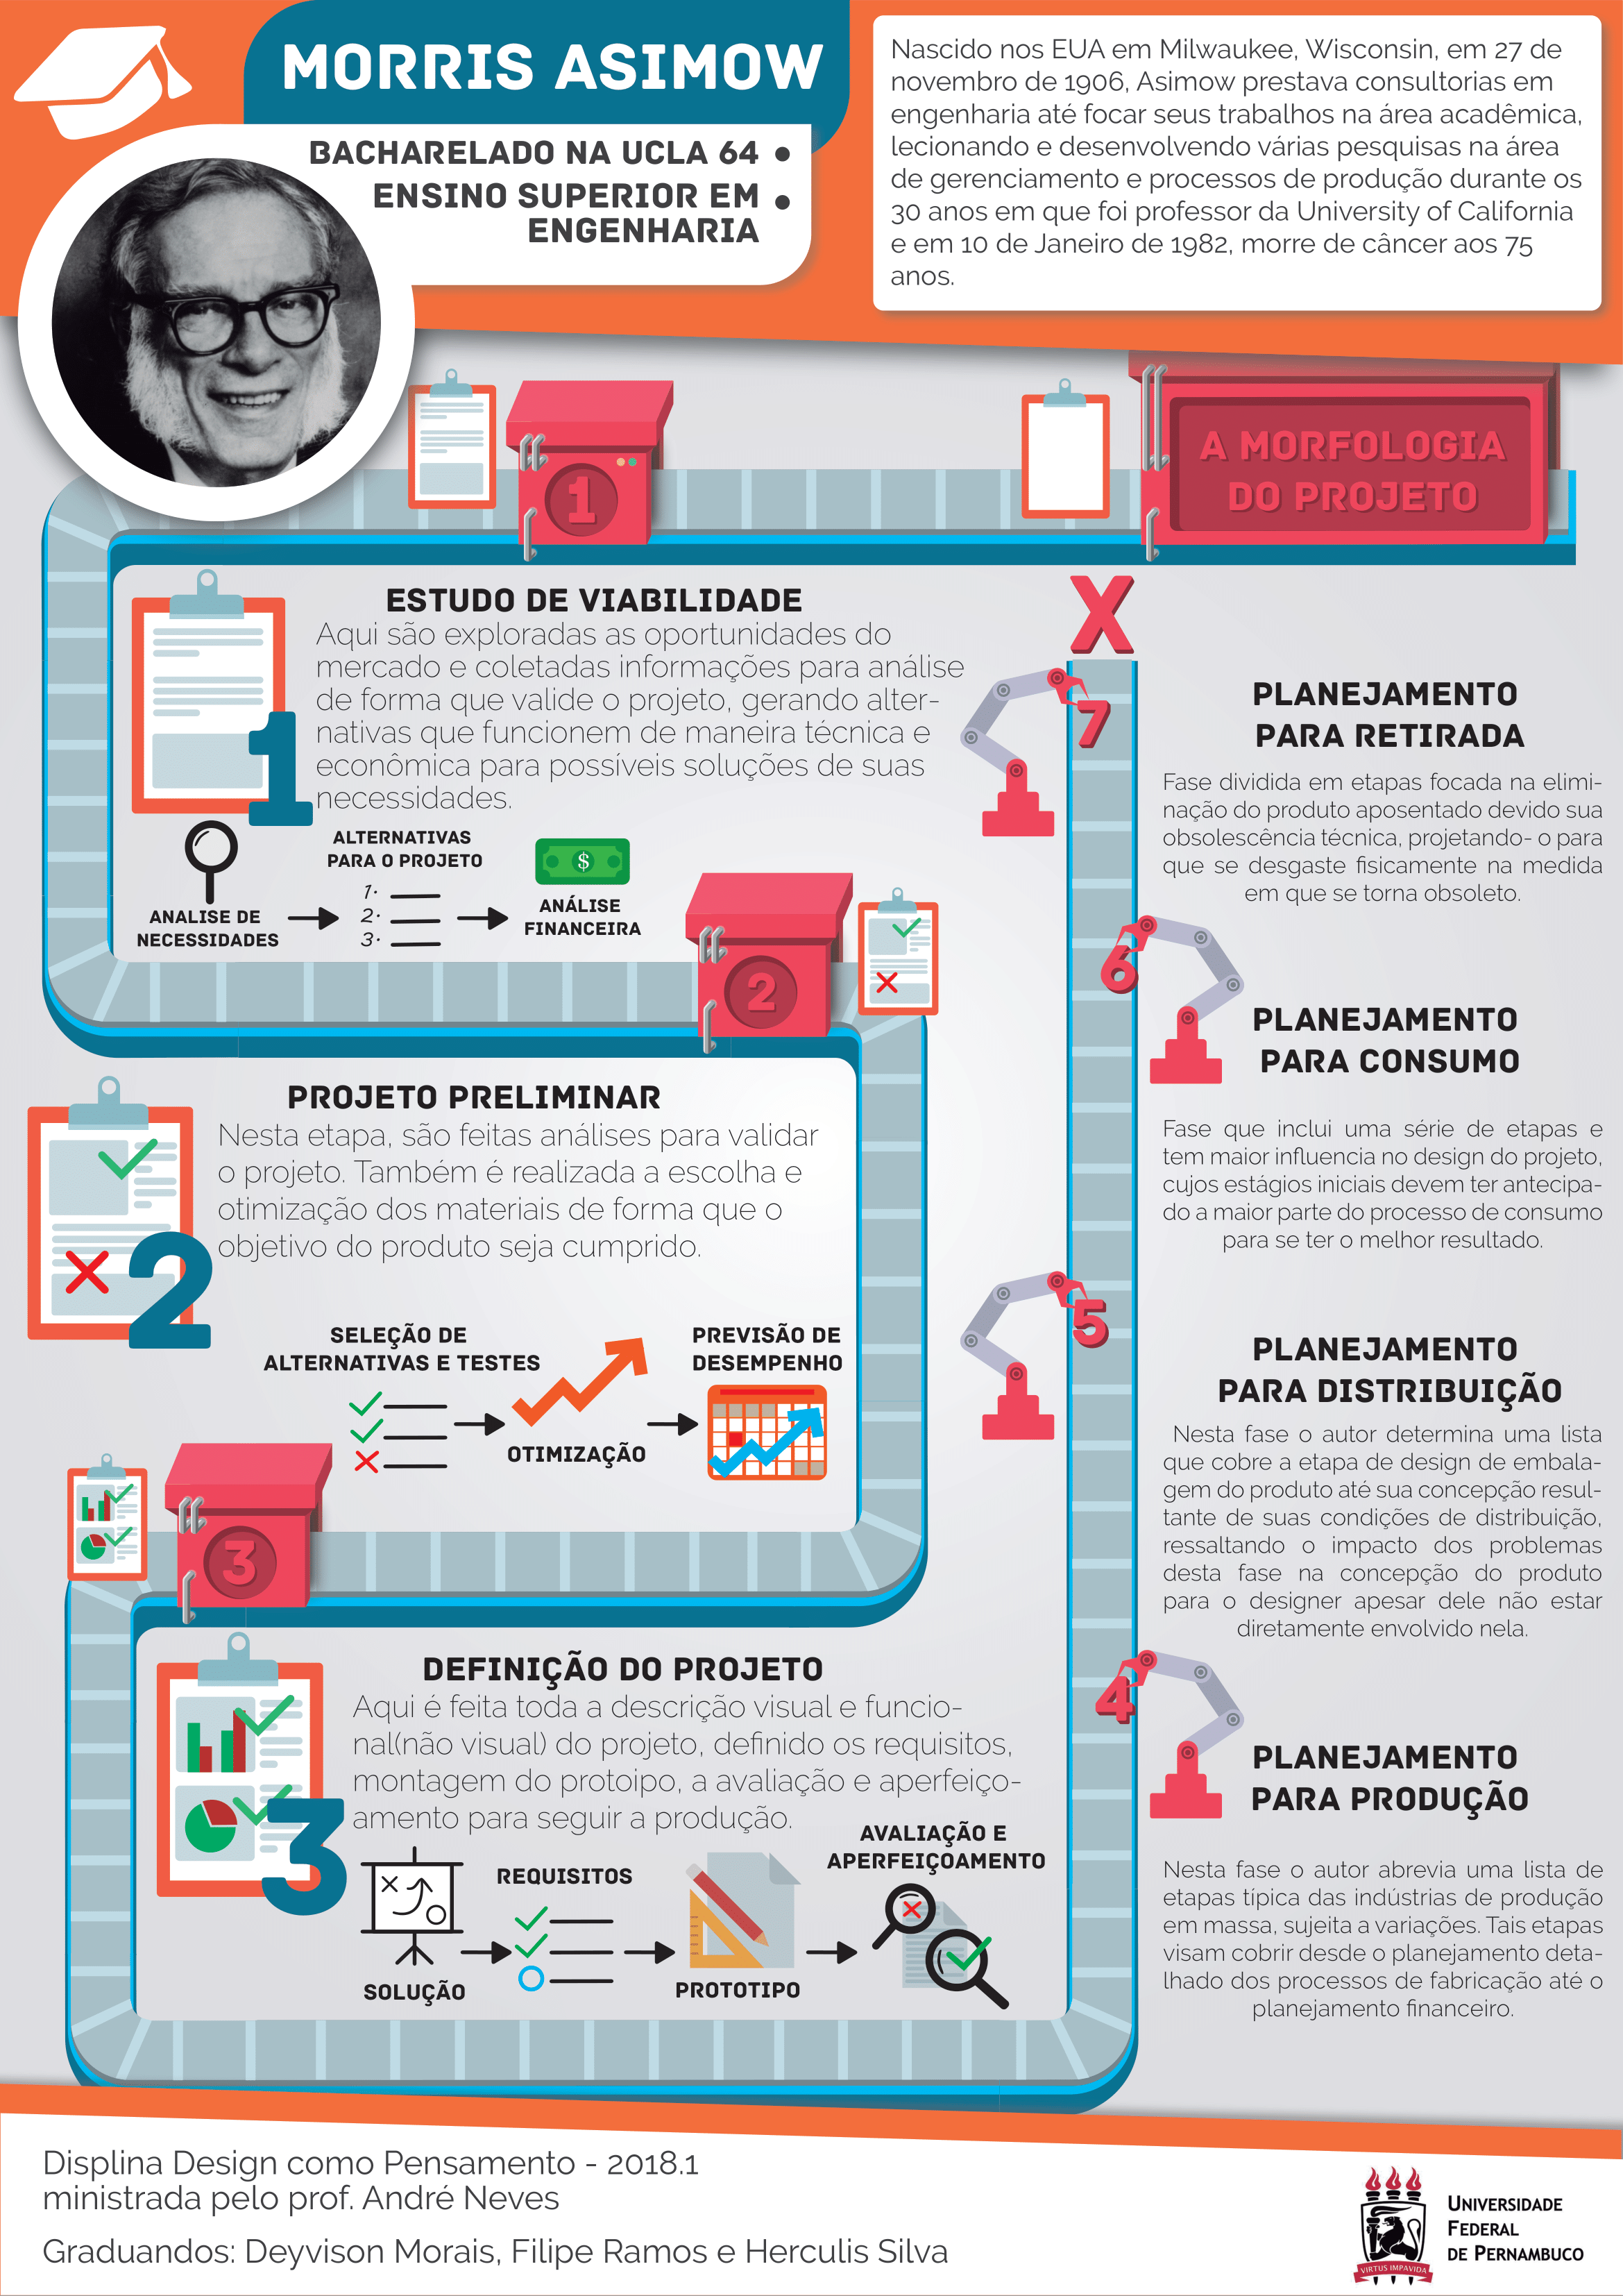 MORRIS ASIMOW
BACHARELADO NA UCLA 64 •
ENSINO SUPERIOR EM •
ENGENHARIA
Nascido nos EUA em Milwaukee, Wisconsin, em 27 de
novembro de 1906, Asimow prestava consultorias em
engenharia até focar seus trabalhos na área acadêmica,
lecionando e desenvolvendo várias pesquisas na área
de gerenciamento e processos de produção durante os
30 anos em que foi professor da University of California
e em 10 de Janeiro de 1982, morre de câncer aos 75
anos.
A MORFOLOGIA
DO PROJETO
1
ESTUDO DE VIABILIDADE
Aqui são exploradas as oportunidades do
mercado e coletadas informações para análise
de forma que valide o projeto, gerando alter-
nativas que funcionem de maneira técnica e
econômica para possíveis soluções de suas
necessidades.
1
ANALISE DE
NECESSIDADES
ALTERNATIVAS
PARA O PROJETO
1.
2.
3.
$
ANÁLISE
FINANCEIRA
2
PROJETO PRELIMINAR
Nesta etapa, são feitas análises para validar
o projeto. Também é realizada a escolha e
otimização dos materiais de forma que o
objetivo do produto seja cumprido.
2
SELEÇÃO DE
ALTERNATIVAS E TESTES
OTIMIZAÇÃO
PREVISÃO DE
DESEMPENHO
3
DEFINIÇÃO DO PROJETO
Aqui é feita toda a descrição visual e funcio-
nal(não visual) do projeto, definido os requisitos,
montagem do protoipo, a avaliação e aperfeiço-
amento para seguir a produção.
3
SOLUÇÃO
REQUISITOS
PROTOTIPO
AVALIAÇÃO E
APERFEIÇOAMENTO
X
7
PLANEJAMENTO
PARA RETIRADA
Fase dividida em etapas focada na elimi-
nação do produto aposentado devido sua
obsolescência técnica, projetando- o para
que se desgaste fisicamente na medida
em que se torna obsoleto.
6
PLANEJAMENTO
PARA CONSUMO
Fase que inclui uma série de etapas e
tem maior influencia no design do projeto,
cujos estágios iniciais devem ter antecipa-
do a maior parte do processo de consumo
para se ter o melhor resultado.
5
PLANEJAMENTO
PARA DISTRIBUIÇÃO
Nesta fase o autor determina uma lista
que cobre a etapa de design de embala-
gem do produto até sua concepção resul-
tante de suas condições de distribuição,
ressaltando o impacto dos problemas
desta fase na concepção do produto
para o designer apesar dele não estar
diretamente envolvido nela.
4
PLANEJAMENTO
PARA PRODUÇÃO
Nesta fase o autor abrevia uma lista de
etapas típica das indústrias de produção
em massa, sujeita a variações. Tais etapas
visam cobrir desde o planejamento deta-
lhado dos processos de fabricação até o
planejamento financeiro.
Displina Design como Pensamento - 2018.1
ministrada pelo prof. André Neves
Graduandos: Deyvison Morais, Filipe Ramos e Herculis Silva
VIRTUS IMPAVIDA
UNIVERSIDADE
FEDERAL
DE PERNAMBUCO